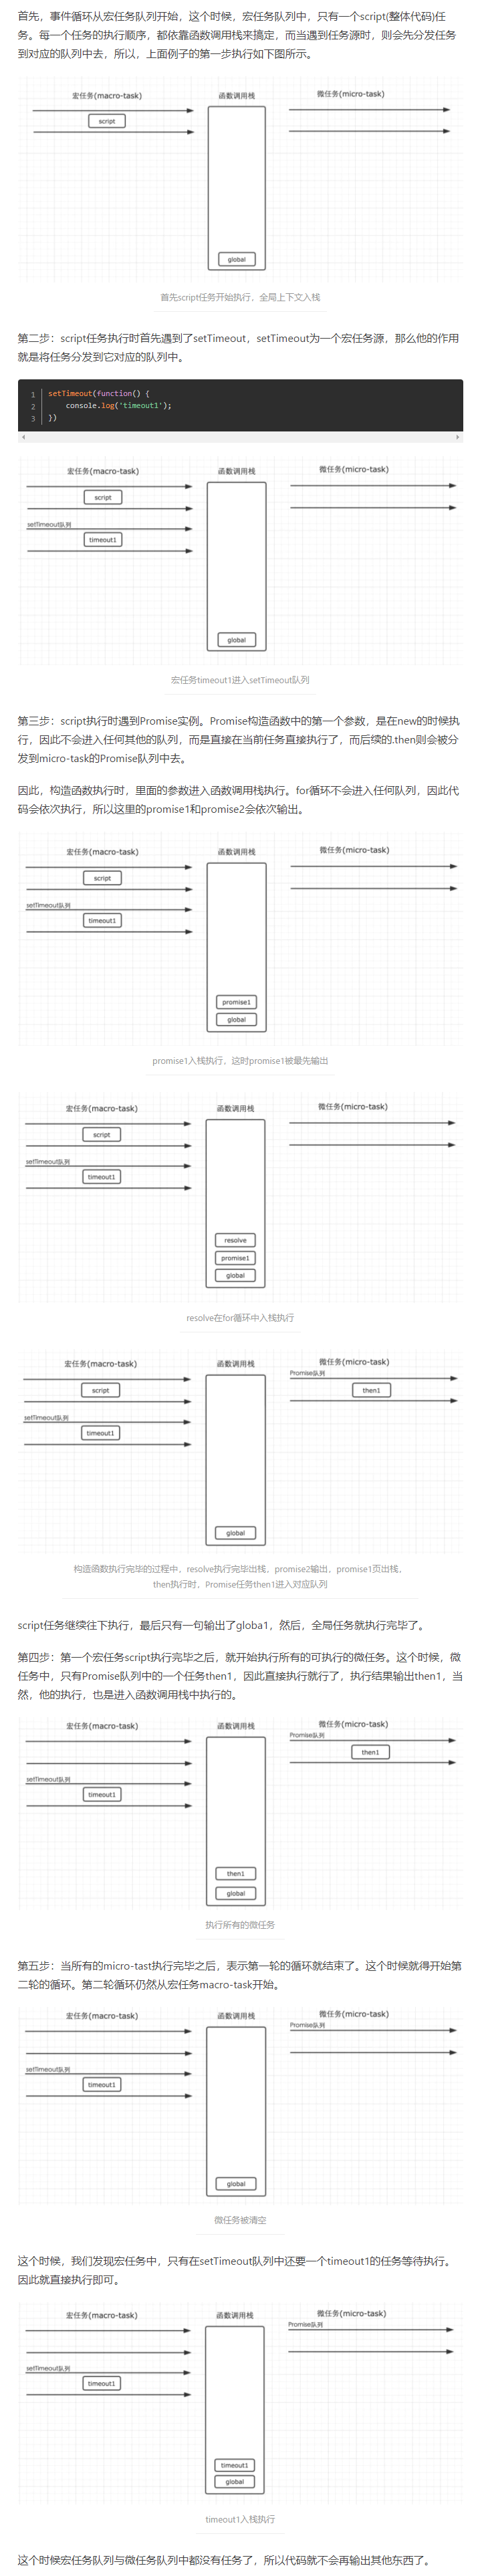 首先，事件循环从宏任务队列开始，这个时候，宏任务队列中，只有一个script(整体代码)任
务。每一个任务的执行顺序，都依靠函数调用栈来搞定，而当遇到任务源时，则会先分发任务
到对应的队列中去，所以，上面例子的第一步执行如下图所示。
宏任务(macro-task)
函数调用栈
微任务(micro-task)
script
global
首先script任务开始执行，全局上下文入栈
第二步：script任务执行时首先遇到了setTimeout，setTimeout为一个宏任务源，那么他的作用
就是将任务分发到它对应的队列中。
1 setTimeout(function() {
2 console.log('timeout1');
3 })
宏任务(macro-task)
函数调用栈
微任务(micro-task)
script
setTimeout队列
timeout1
global
宏任务timeout1进入setTimeout队列
第三步：script执行时遇到Promise实例。Promise构造函数中的第一个参数，是在new的时候执
行，因此不会进入任何其他的队列，而是直接在当前任务直接执行了，而后续的.then则会被分
发到micro-task的Promise队列中去。
因此，构造函数执行时，里面的参数进入函数调用栈执行。for循环不会进入任何队列，因此代
码会依次执行，所以这里的promise1和promise2会依次输出。
宏任务(macro-task)
函数调用栈
微任务(micro-task)
script
setTimeout队列
timeout1
promise1
global
promise1入栈执行，这时promise1被最先输出
宏任务(macro-task)
函数调用栈
微任务(micro-task)
script
setTimeout队列
timeout1
resolve
promise1
global
resolve在for循环中入栈执行
宏任务(macro-task)
函数调用栈
微任务(micro-task)
Promise队列
script
then1
setTimeout队列
timeout1
global
构造函数执行完毕的过程中，resolve执行完毕出栈，promise2输出，promise1页出栈，
then执行时，Promise任务then1进入对应队列
script任务继续往下执行，最后只有一句输出了globa1，然后，全局任务就执行完毕了。
第四步：第一个宏任务script执行完毕之后，就开始执行所有的可执行的微任务。这个时候，微
任务中，只有Promise队列中的一个任务then1，因此直接执行就行了，执行结果输出then1，当
然，他的执行，也是进入函数调用栈中执行的。
宏任务(macro-task)
函数调用栈
微任务(micro-task)
Promise队列
then1
setTimeout队列
timeout1
then1
global
执行所有的微任务
第五步：当所有的micro-tast执行完毕之后，表示第一轮的循环就结束了。这个时候就得开始第
二轮的循环。第二轮循环仍然从宏任务macro-task开始。
宏任务(macro-task)
函数调用栈
微任务(micro-task)
Promise队列
setTimeout队列
timeout1
global
微任务被清空
这个时候，我们发现宏任务中，只有在setTimeout队列中还要一个timeout1的任务等待执行。
因此就直接执行即可。
宏任务(macro-task)
函数调用栈
微任务(micro-task)
Promise队列
setTimeout队列
timeout1
timeout1
global
timeout1入栈执行
这个时候宏任务队列与微任务队列中都没有任务了，所以代码就不会再输出其他东西了。